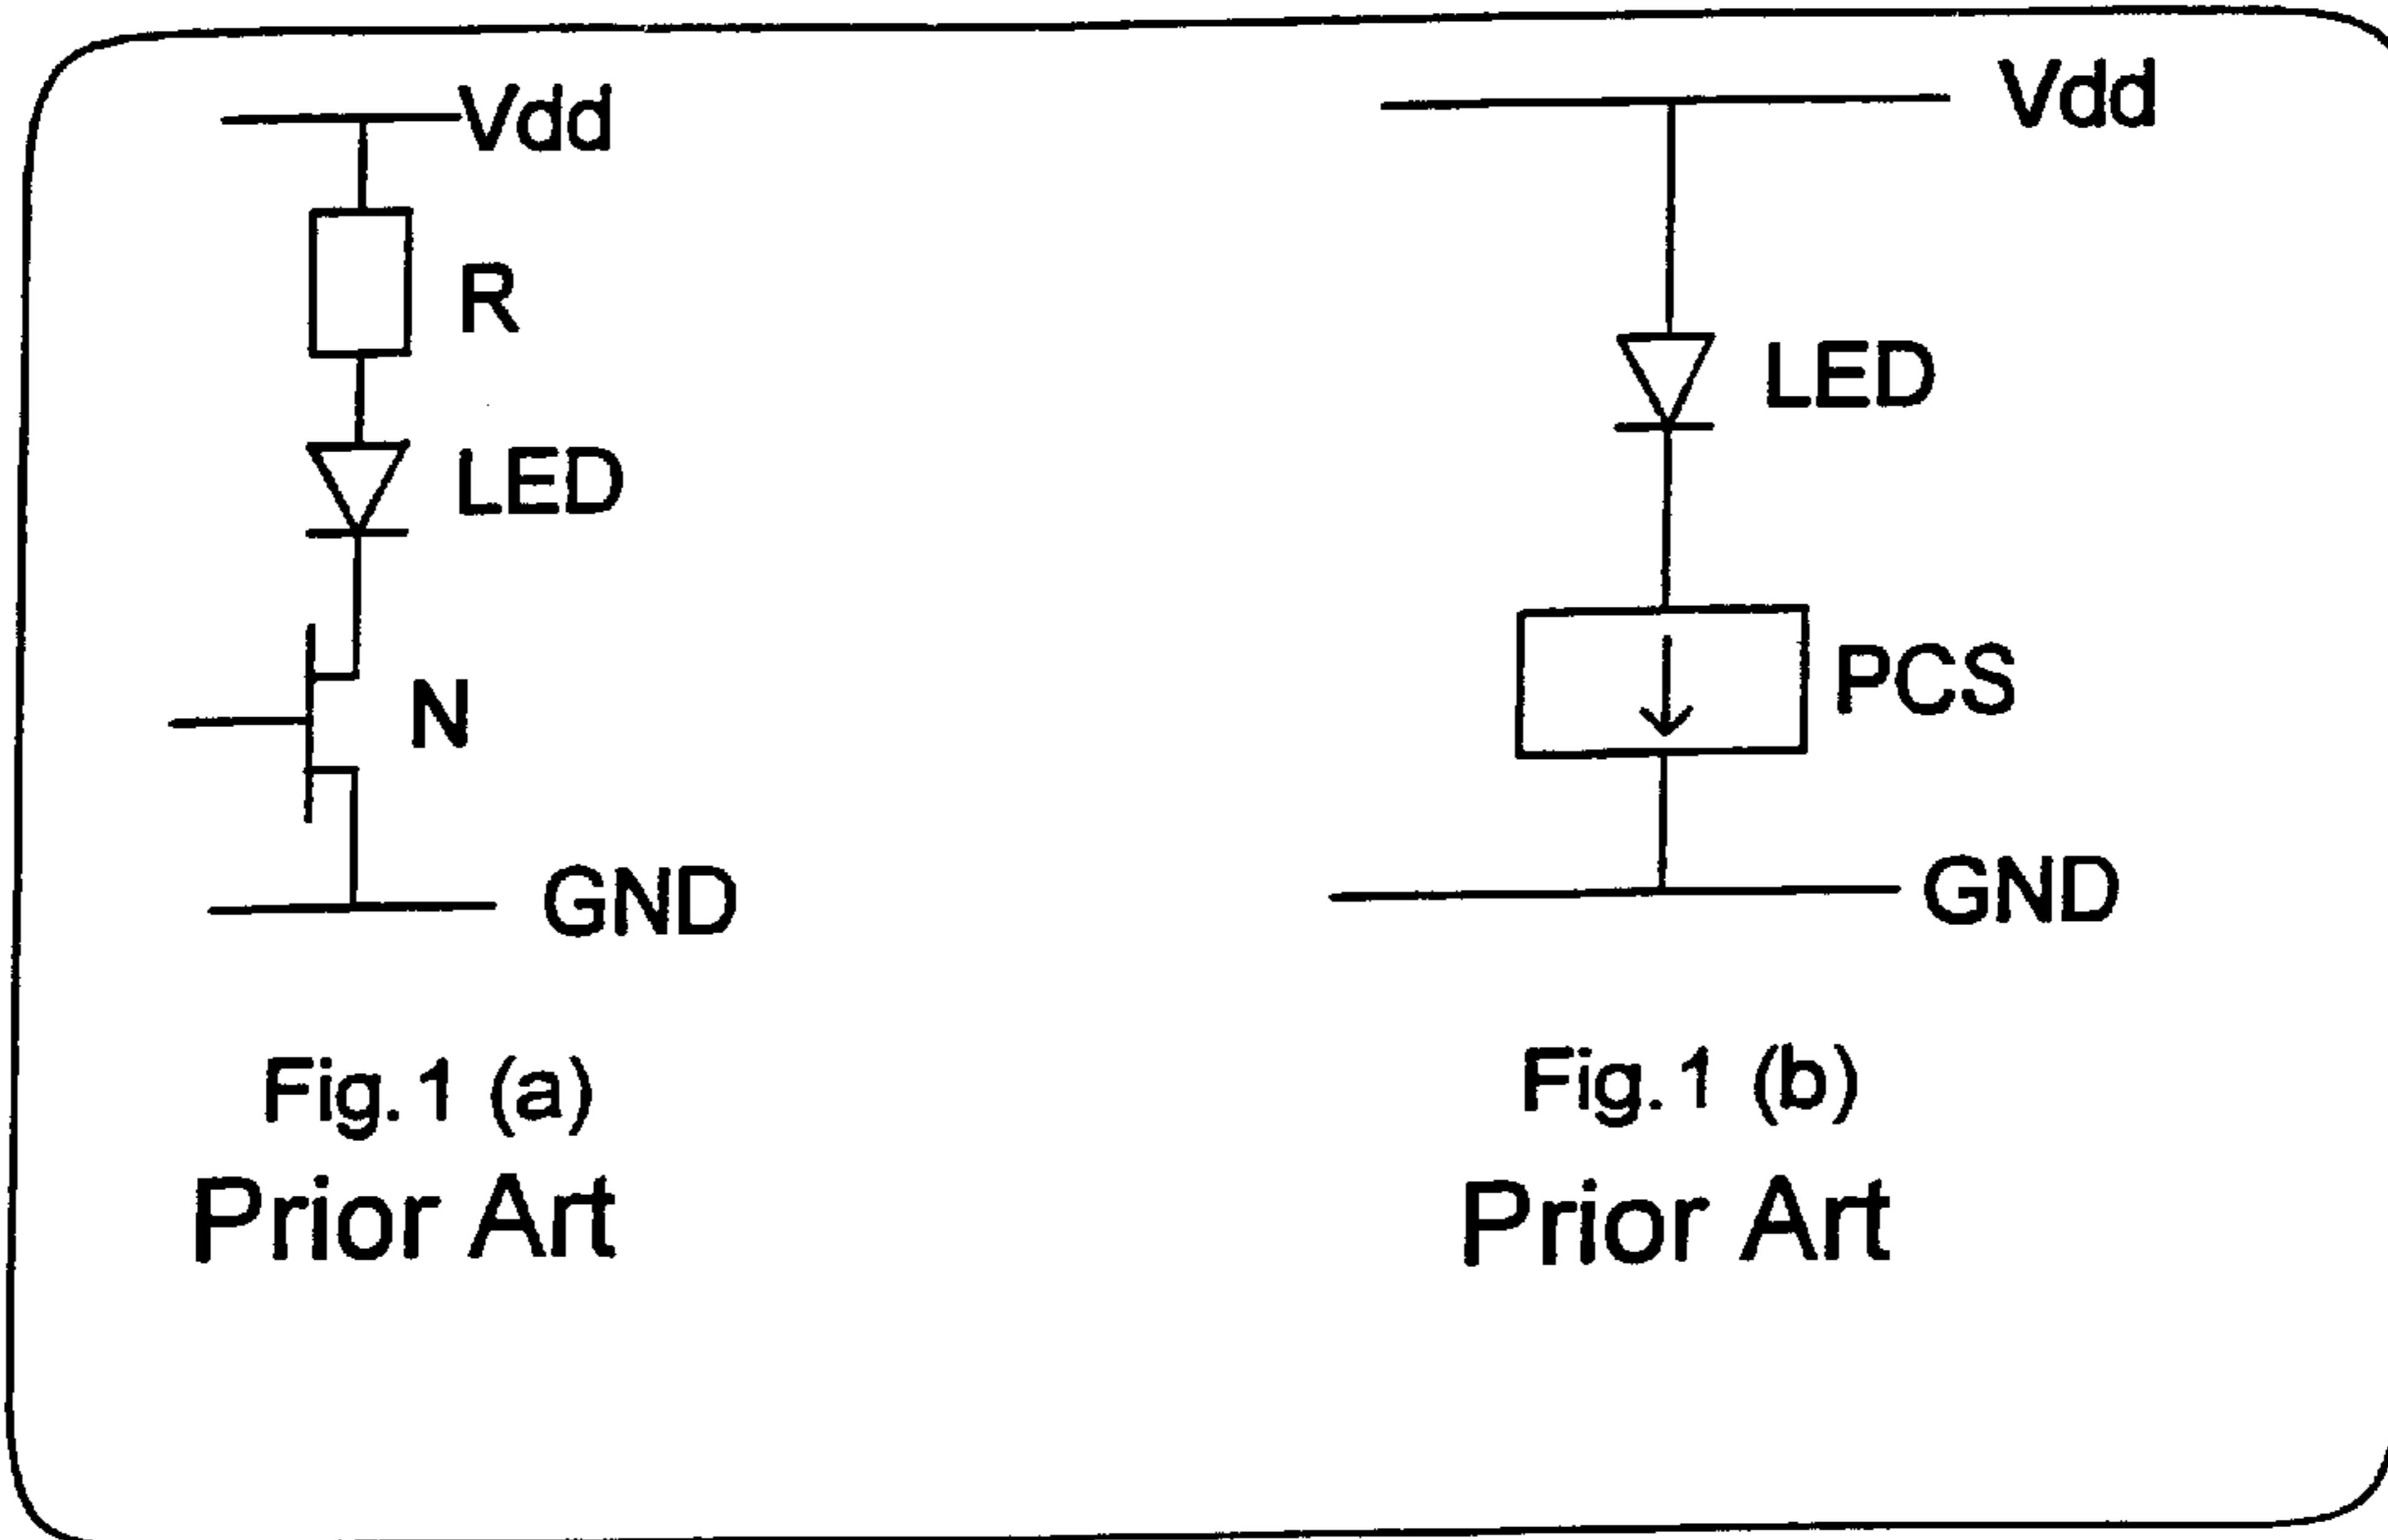 Vdd
R
LED
N
GND
Fig.1 (a)
Prior Art
Vdd
LED
PCS
GND
Fig.1 (b)
Prior Art